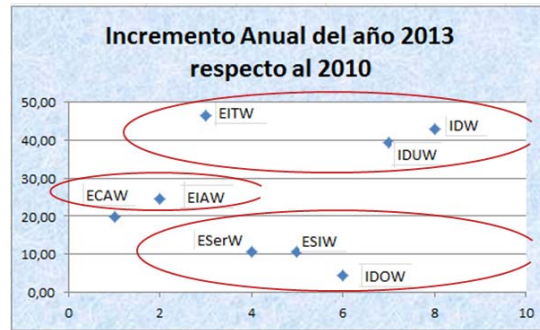 Incremento Anual del año 2013
respecto al 2010
50,00
EITW
IDW
40,00
IDUW
30,00
ECAW
EIAW
20,00
ESerW
ESIW
10,00
IDOW
0,00
0 2 4 6 8 10